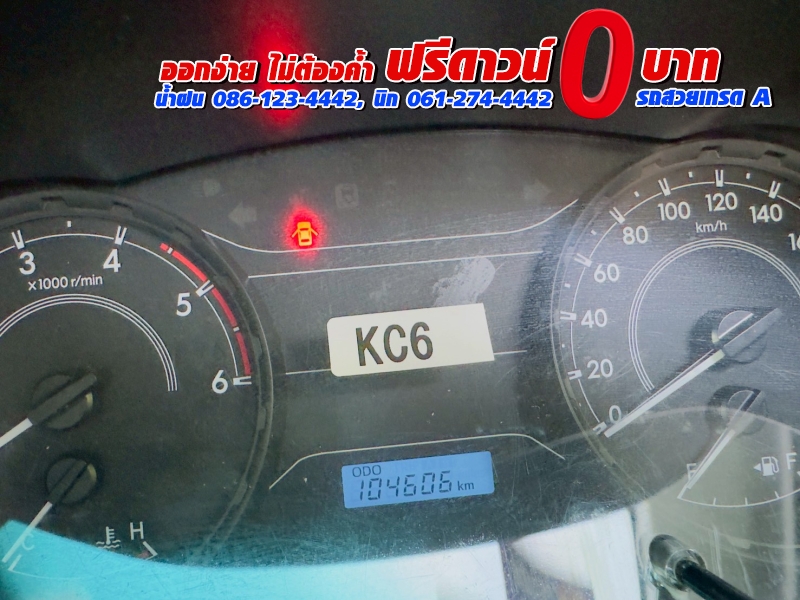 ออกง่าย ไม่ต้องค้ำ ฟรีดาวน์ 0 บาท
น้ำฝน 086-123-4442, นิก 061-274-4442 รถสวยเกรด A
3 4 5 6
x1000 r/min
KC6
ODO
104606 km
C H
0 20 40 60 80 100 120 140
km/h
E F